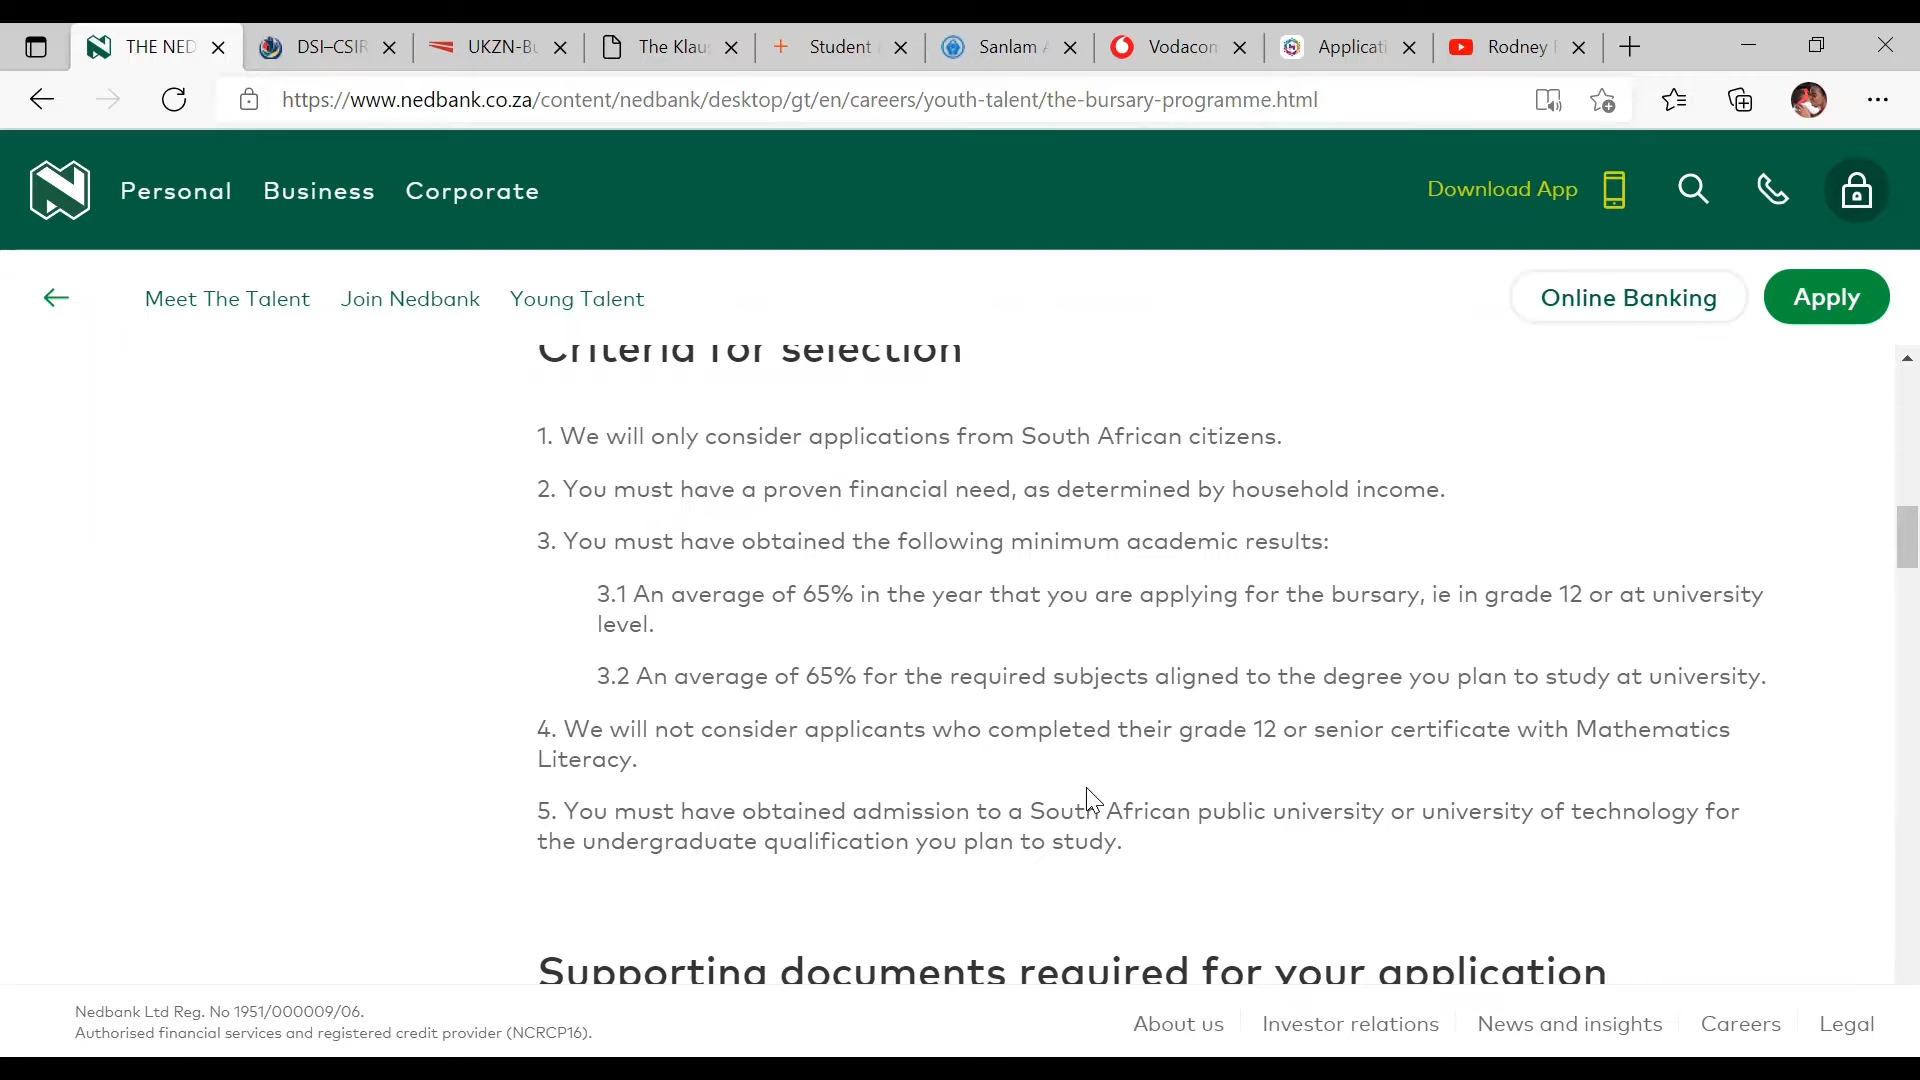 THE NED
DSI–CSIR
UKZN-Bu
The Klau
Student
Sanlam A
Vodacom
Applicati
Rodney
https://www.nedbank.co.za/content/nedbank/desktop/gt/en/careers/youth-talent/the-bursary-programme.html
Personal Business Corporate
Download App
Meet The Talent Join Nedbank Young Talent
Online Banking
Apply
Criteria for selection
1. We will only consider applications from South African citizens.
2. You must have a proven financial need, as determined by household income.
3. You must have obtained the following minimum academic results:
3.1 An average of 65% in the year that you are applying for the bursary, ie in grade 12 or at university
level.
3.2 An average of 65% for the required subjects aligned to the degree you plan to study at university.
4. We will not consider applicants who completed their grade 12 or senior certificate with Mathematics
Literacy.
5. You must have obtained admission to a South African public university or university of technology for
the undergraduate qualification you plan to study.
Supporting documents required for your application
Nedbank Ltd Reg. No 1951/000009/06.
Authorised financial services and registered credit provider (NCRCP16).
About us Investor relations News and insights Careers Legal